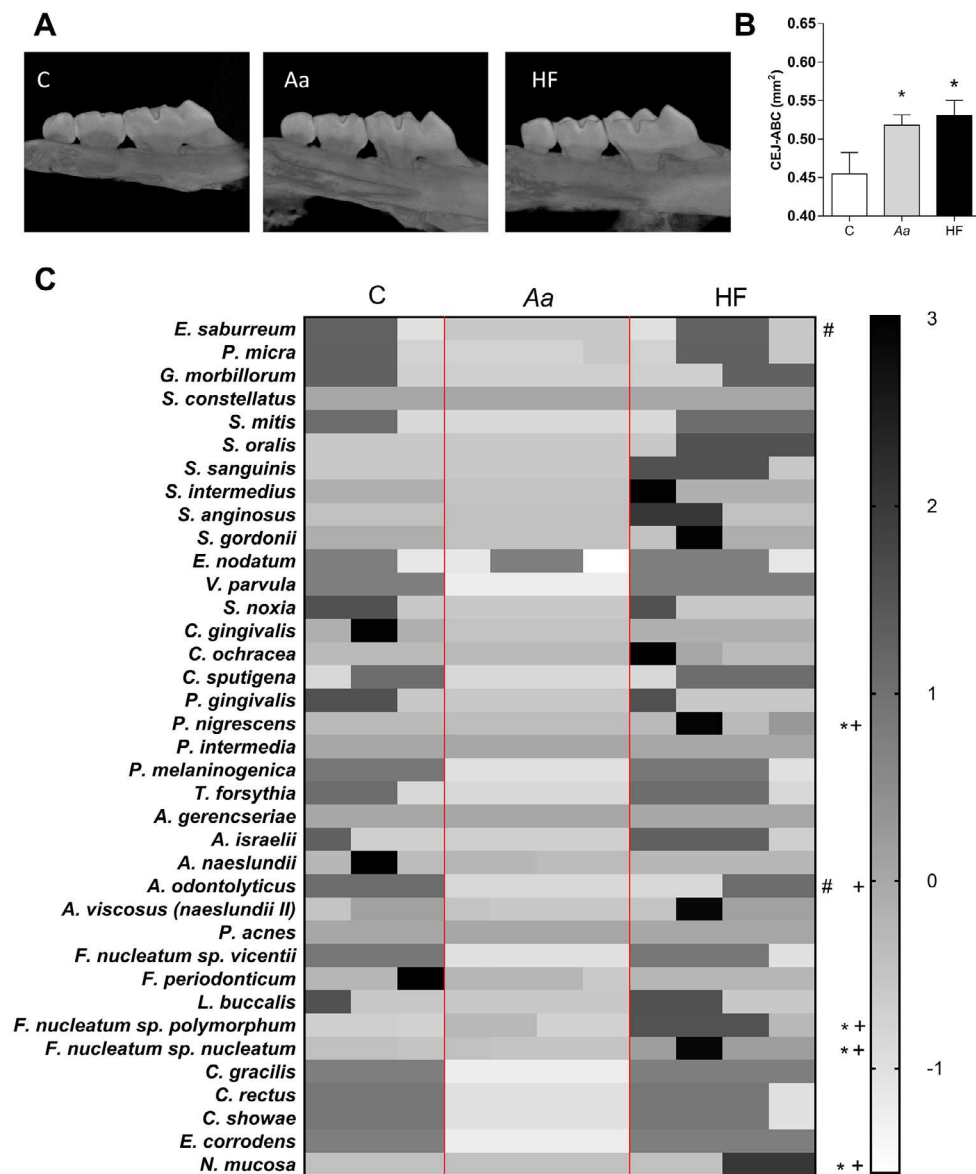 A
C
Aa
HF
B
CEJ-ABC (mm2)
0.65
0.60
0.55
0.50
0.45
0.40
*
*
C
Aa
HF
C
C
Aa
HF
E. saburreum #
P. micra
G. morbillorum
S. constellatus
S. mitis
S. oralis
S. sanguinis
S. intermedius
S. anginosus
S. gordonii
E. nodatum
V. parvula
S. noxia
C. gingivalis
C. ochracea
C. sputigena
P. gingivalis
P. nigrescens *+
P. intermedia
P. melaninogenica
T. forsythia
A. gerencseriae
A. israelii
A. naeslundii
A. odontolyticus # +
A. viscosus (naeslundii II)
P. acnes
F. nucleatum sp. vicentii
F. periodonticum
L. buccalis
F. nucleatum sp. polymorphum *+
F. nucleatum sp. nucleatum *+
C. gracilis
C. rectus
C. showae
E. corrodens
N. mucosa *+
3
2
1
0
-1